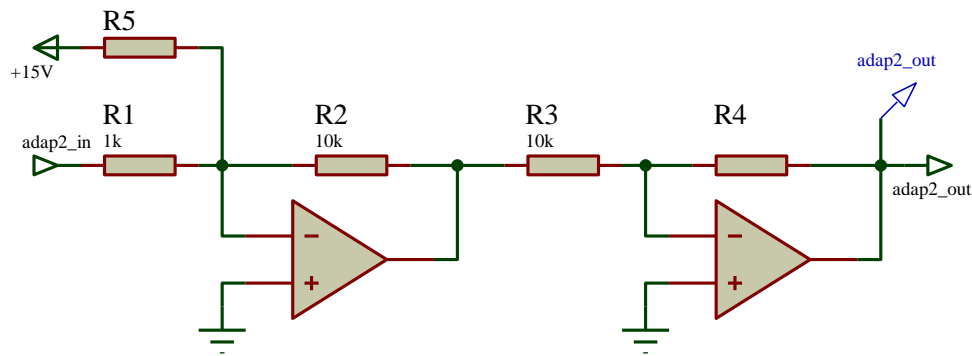 R5
+15V
R1
1k
adap2_in
R2
10k
R3
10k
R4
adap2_out
adap2_out